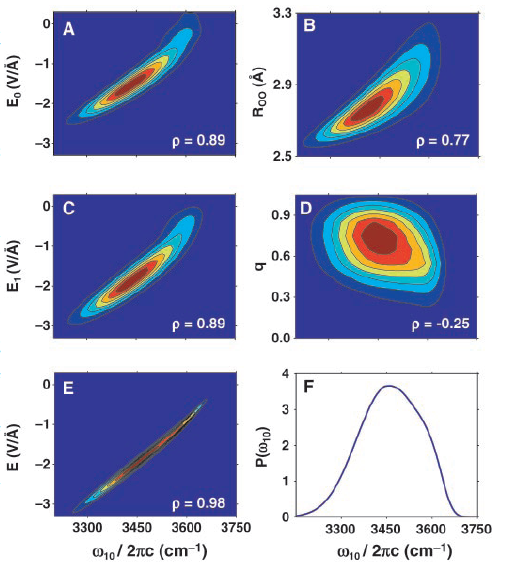 A
E₀ (V/Å)
0
−1
−2
−3
ρ = 0.89
B
R_OO (Å)
3.3
2.9
2.5
ρ = 0.77
C
E₁ (V/Å)
0
−1
−2
−3
ρ = 0.89
D
q
0.9
0.6
0.3
0.0
ρ = -0.25
E
E (V/Å)
0
−1
−2
−3
ρ = 0.98
3300 3450 3600 3750
ω₁₀ / 2πc (cm⁻¹)
F
P(ω₁₀)
4
3
2
1
0
3300 3450 3600 3750
ω₁₀ / 2πc (cm⁻¹)